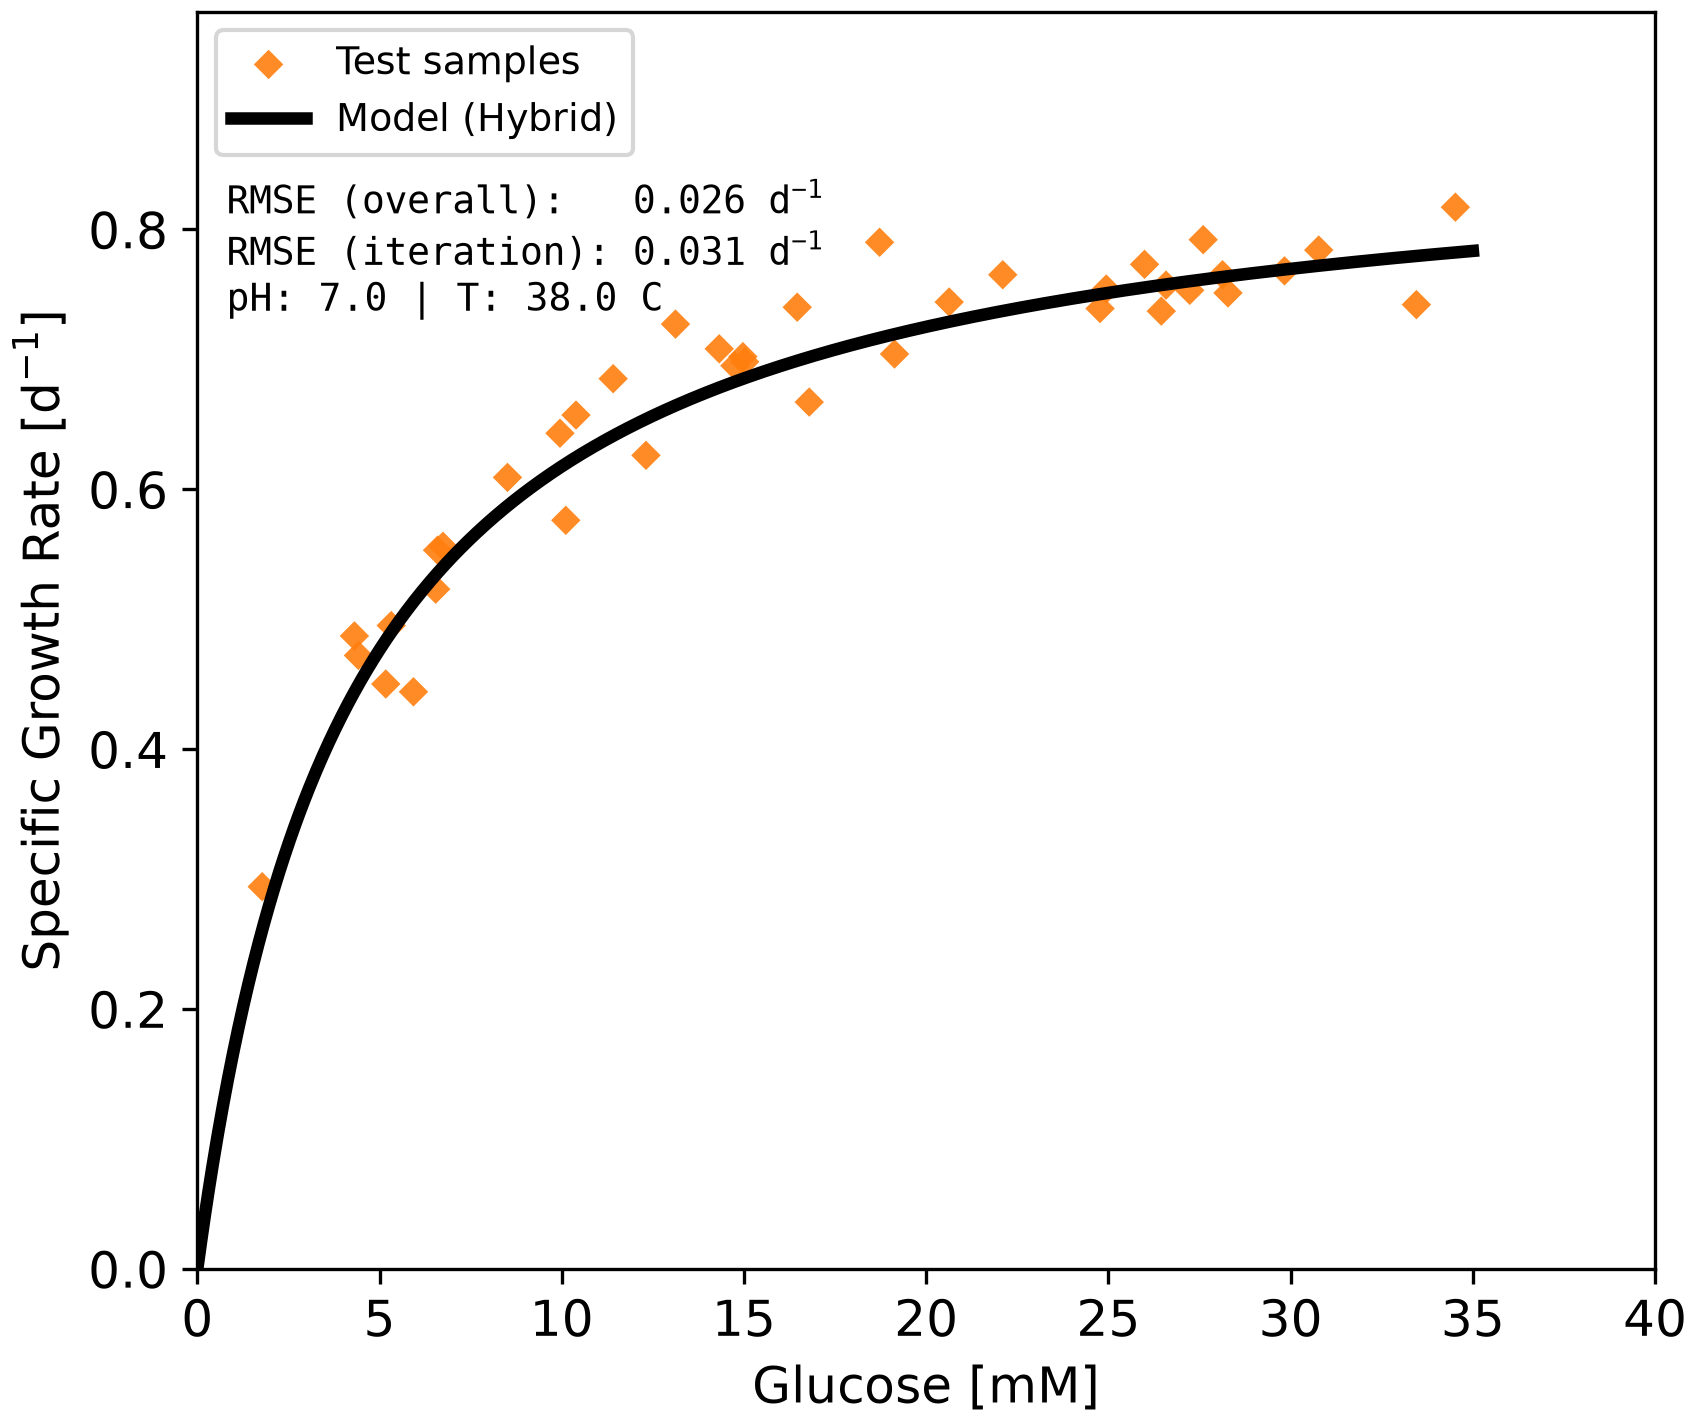 Test samples
Model (Hybrid)
RMSE (overall):   0.026 d⁻¹
RMSE (iteration): 0.031 d⁻¹
pH: 7.0 | T: 38.0 C
Specific Growth Rate [d⁻¹]
0.8
0.6
0.4
0.2
0.0
0 5 10 15 20 25 30 35 40
Glucose [mM]